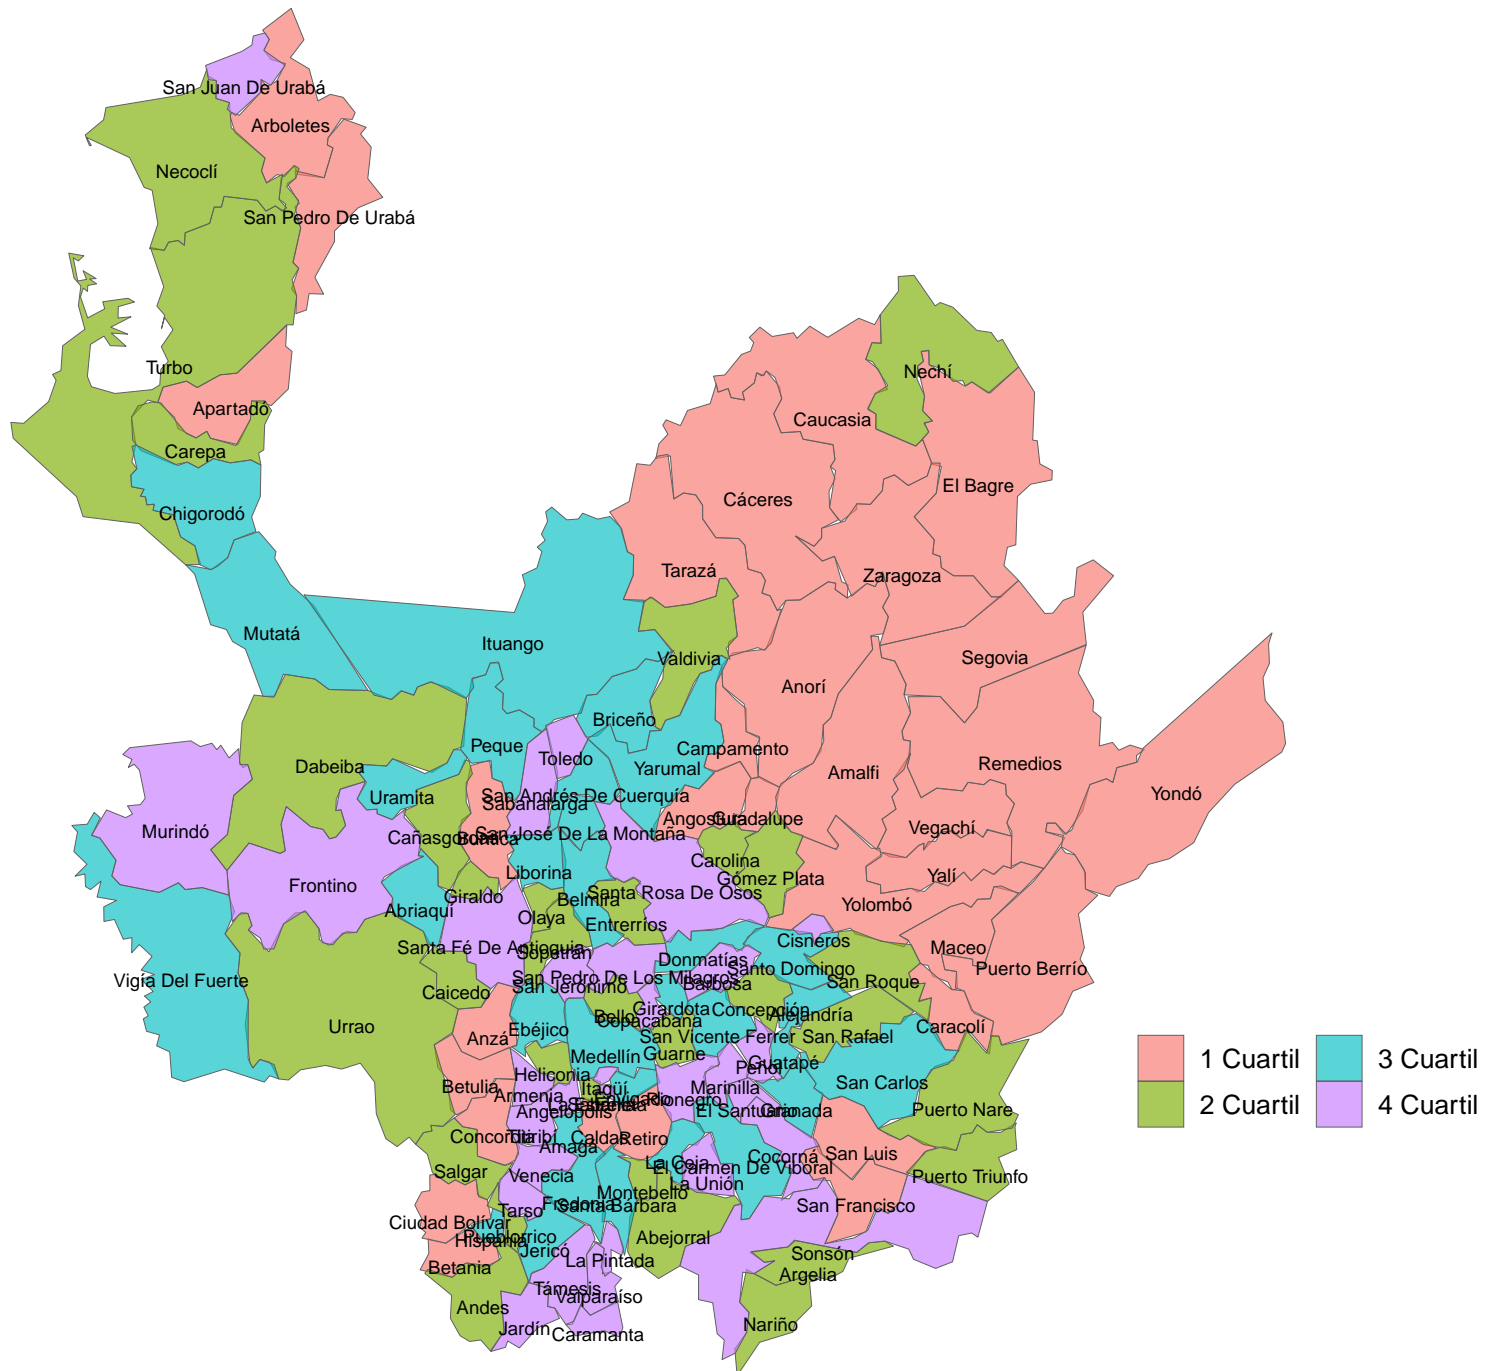 San Juan De Urabá
Arboletes
Necoclí
San Pedro De Urabá
Turbo
Apartadó
Carepa
Chigorodó
Mutatá
Nechí
Caucasia
El Bagre
Cáceres
Tarazá
Zaragoza
Ituango
Valdivia
Segovia
Anorí
Briceño
Peque
Toledo
Campamento
Yarumal
Amalfi
Remedios
Yondó
Dabeiba
Uramita
San Andrés De Cuerquía
Sabanalarga
Angostura
Guadalupe
Vegachí
Murindó
Cañasgordas
Buriticá
San José De La Montaña
Carolina
Gómez Plata
Yalí
Liborina
Frontino
Giraldo
Abriaquí
Belmira
Santa Rosa De Osos
Yolombó
Olaya
Entrerríos
Cisneros
Maceo
Santa Fé De Antioquia
Sopetrán
Donmatías
Santo Domingo
Puerto Berrío
Vigía Del Fuerte
San Pedro De Los Milagros
San Jerónimo
Barbosa
San Roque
Caicedo
Girardota
Concepción
Alejandría
Bello
Copacabana
Caracolí
Urrao
Anzá
Ebéjico
San Vicente Ferrer
San Rafael
Medellín
Guarne
Guatapé
Peñol
Heliconia
Betulia
Itagüí
Marinilla
San Carlos
Armenia
Envigado
Rionegro
La Estrella
Sabaneta
Angelópolis
El Santuario
Granada
Puerto Nare
Concordia
Titiribí
Caldas
Retiro
Amagá
Cocorná
San Luis
Salgar
Venecia
La Ceja
El Carmen De Viboral
La Unión
Puerto Triunfo
Montebello
Fredonia
Santa Bárbara
San Francisco
Tarso
Ciudad Bolívar
Pueblorrico
Hispania
Jericó
Abejorral
La Pintada
Sonsón
Betania
Argelia
Támesis
Valparaíso
Andes
Jardín
Caramanta
Nariño
1 Cuartil
3 Cuartil
2 Cuartil
4 Cuartil